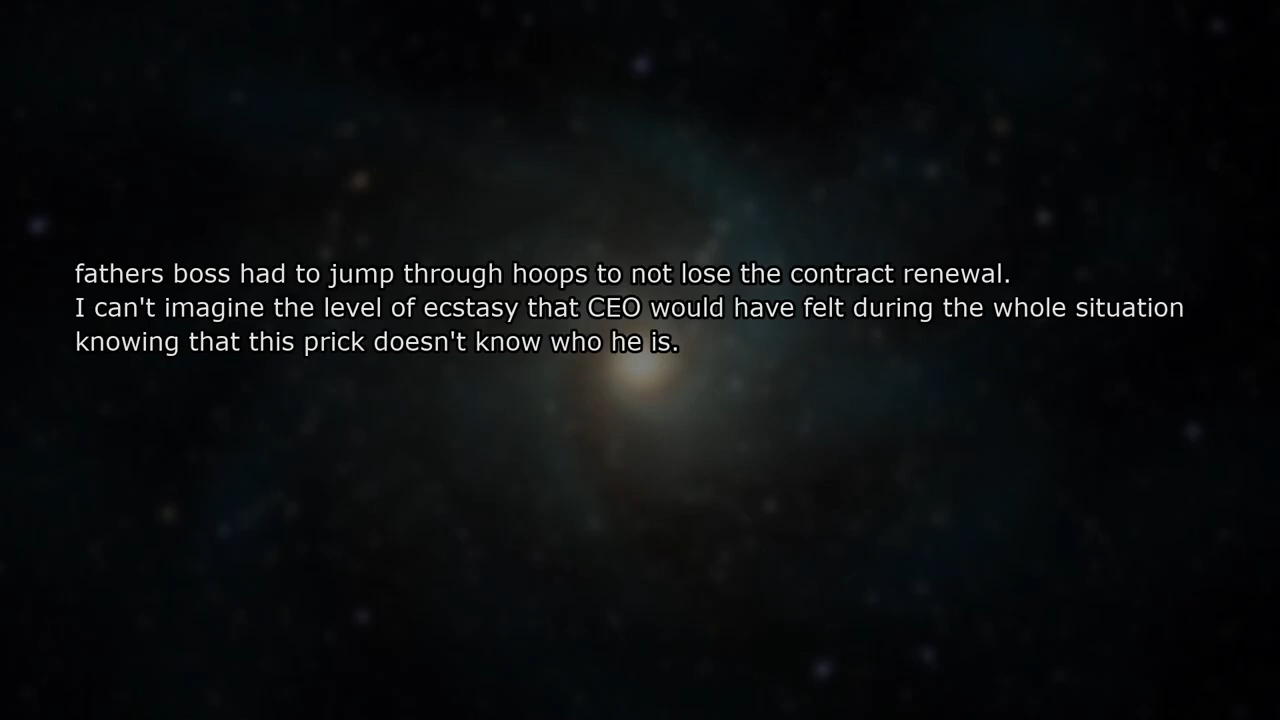 fathers boss had to jump through hoops to not lose the contract renewal.
I can't imagine the level of ecstasy that CEO would have felt during the whole situation
knowing that this prick doesn't know who he is.